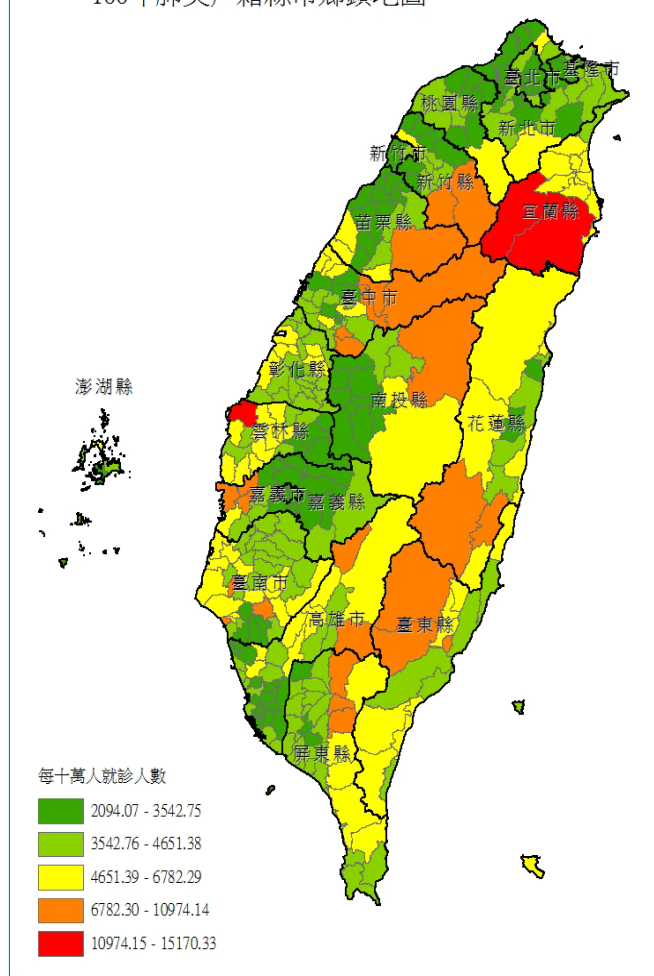 臺北市
基隆市
桃園縣
新北市
新竹市
新竹縣
宜蘭縣
苗栗縣
臺中市
彰化縣
澎湖縣
南投縣
花蓮縣
雲林縣
嘉義市
嘉義縣
臺南市
高雄市
臺東縣
屏東縣
每十萬人就診人數
2094.07 - 3542.75
3542.76 - 4651.38
4651.39 - 6782.29
6782.30 - 10974.14
10974.15 - 15170.33